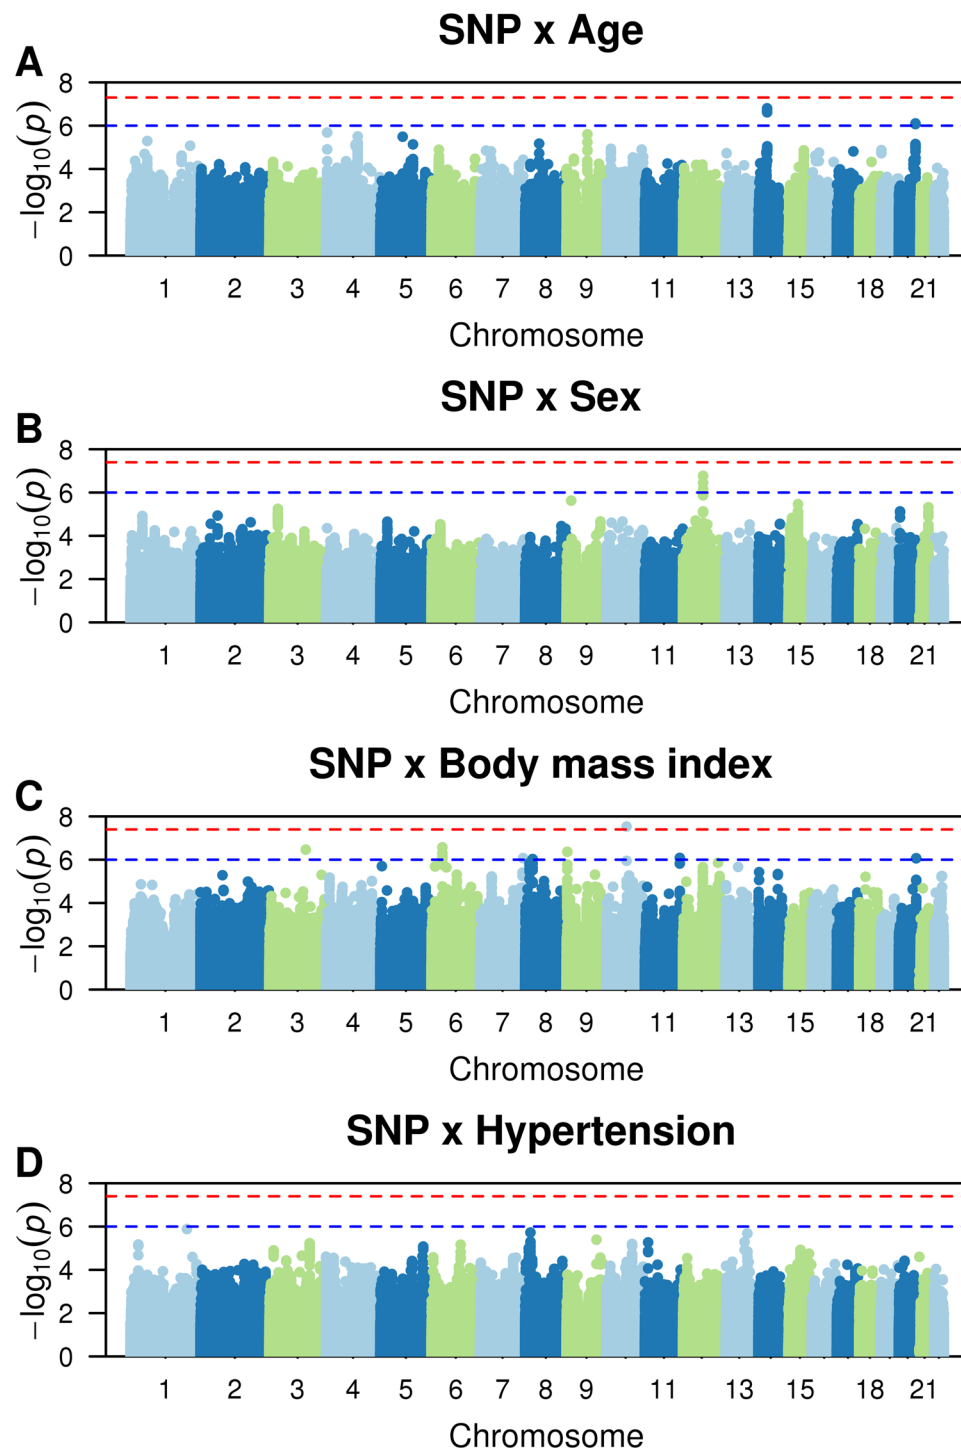 SNP x Age
A
8
6
4
2
0
−log10(p)
1 2 3 4 5 6 7 8 9 11 13 15 18 21
Chromosome
SNP x Sex
B
8
6
4
2
0
−log10(p)
1 2 3 4 5 6 7 8 9 11 13 15 18 21
Chromosome
SNP x Body mass index
C
8
6
4
2
0
−log10(p)
1 2 3 4 5 6 7 8 9 11 13 15 18 21
Chromosome
SNP x Hypertension
D
8
6
4
2
0
−log10(p)
1 2 3 4 5 6 7 8 9 11 13 15 18 21
Chromosome